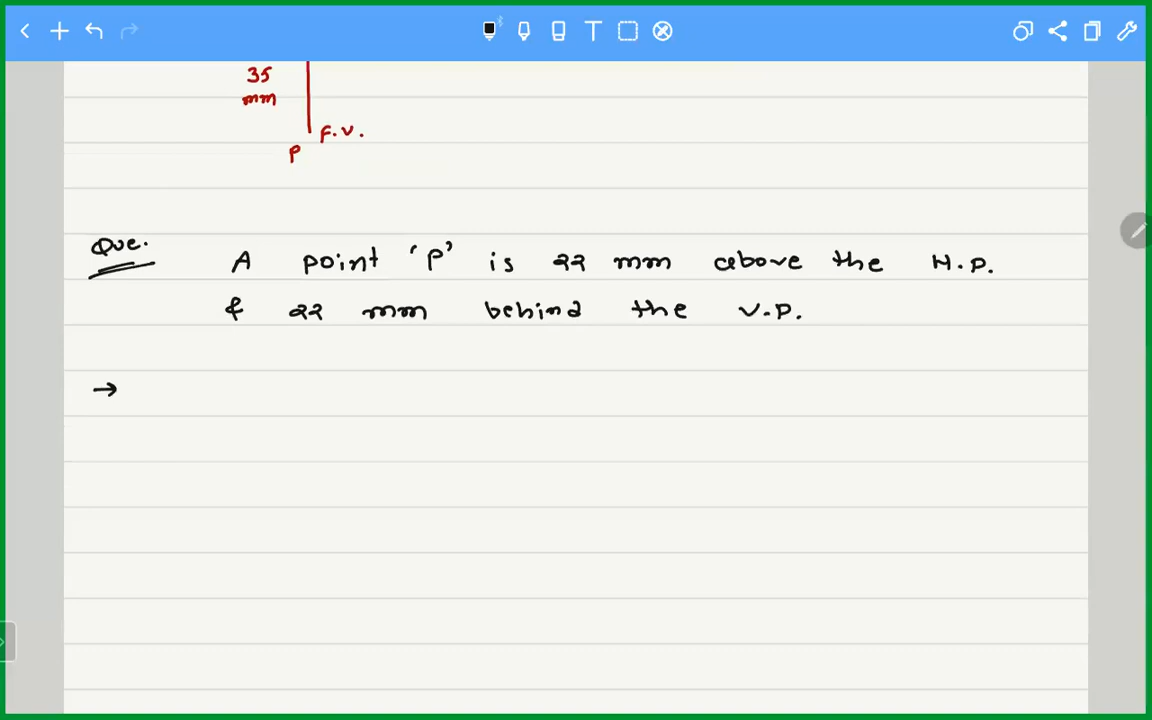 35
mm
F.V.
P
Que. A point 'P' is 22 mm above the H.P.
& 22 mm behind the V.P.
→